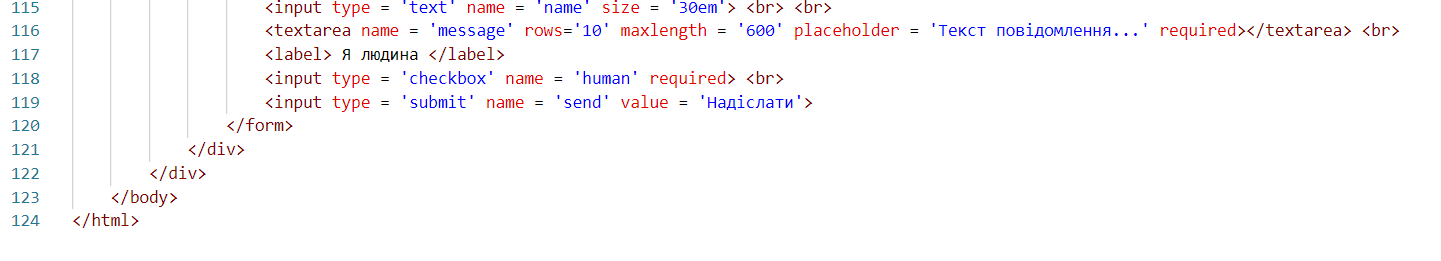 115 <input type = 'text' name = 'name' size = '30em'> <br> <br>
116 <textarea name = 'message' rows='10' maxlength = '600' placeholder = 'Текст повідомлення...' required></textarea> <br>
117 <label> Я людина </label>
118 <input type = 'checkbox' name = 'human' required> <br>
119 <input type = 'submit' name = 'send' value = 'Надіслати'>
120 </form>
121 </div>
122 </div>
123 </body>
124 </html>